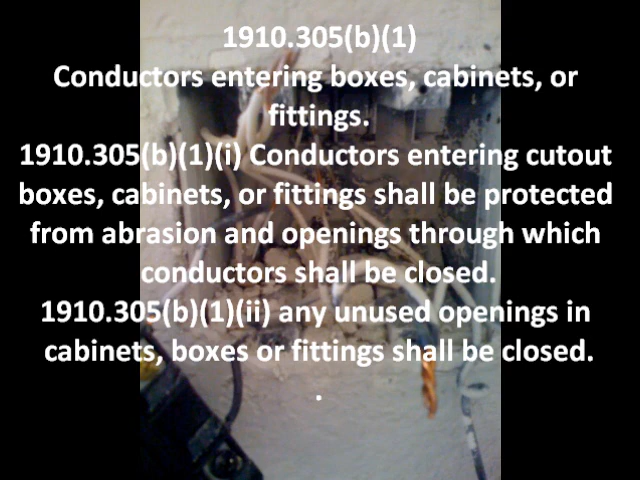 1910.305(b)(1)
Conductors entering boxes, cabinets, or
fittings.
1910.305(b)(1)(i) Conductors entering cutout
boxes, cabinets, or fittings shall be protected
from abrasion and openings through which
conductors shall be closed.
1910.305(b)(1)(ii) any unused openings in
cabinets, boxes or fittings shall be closed.
.